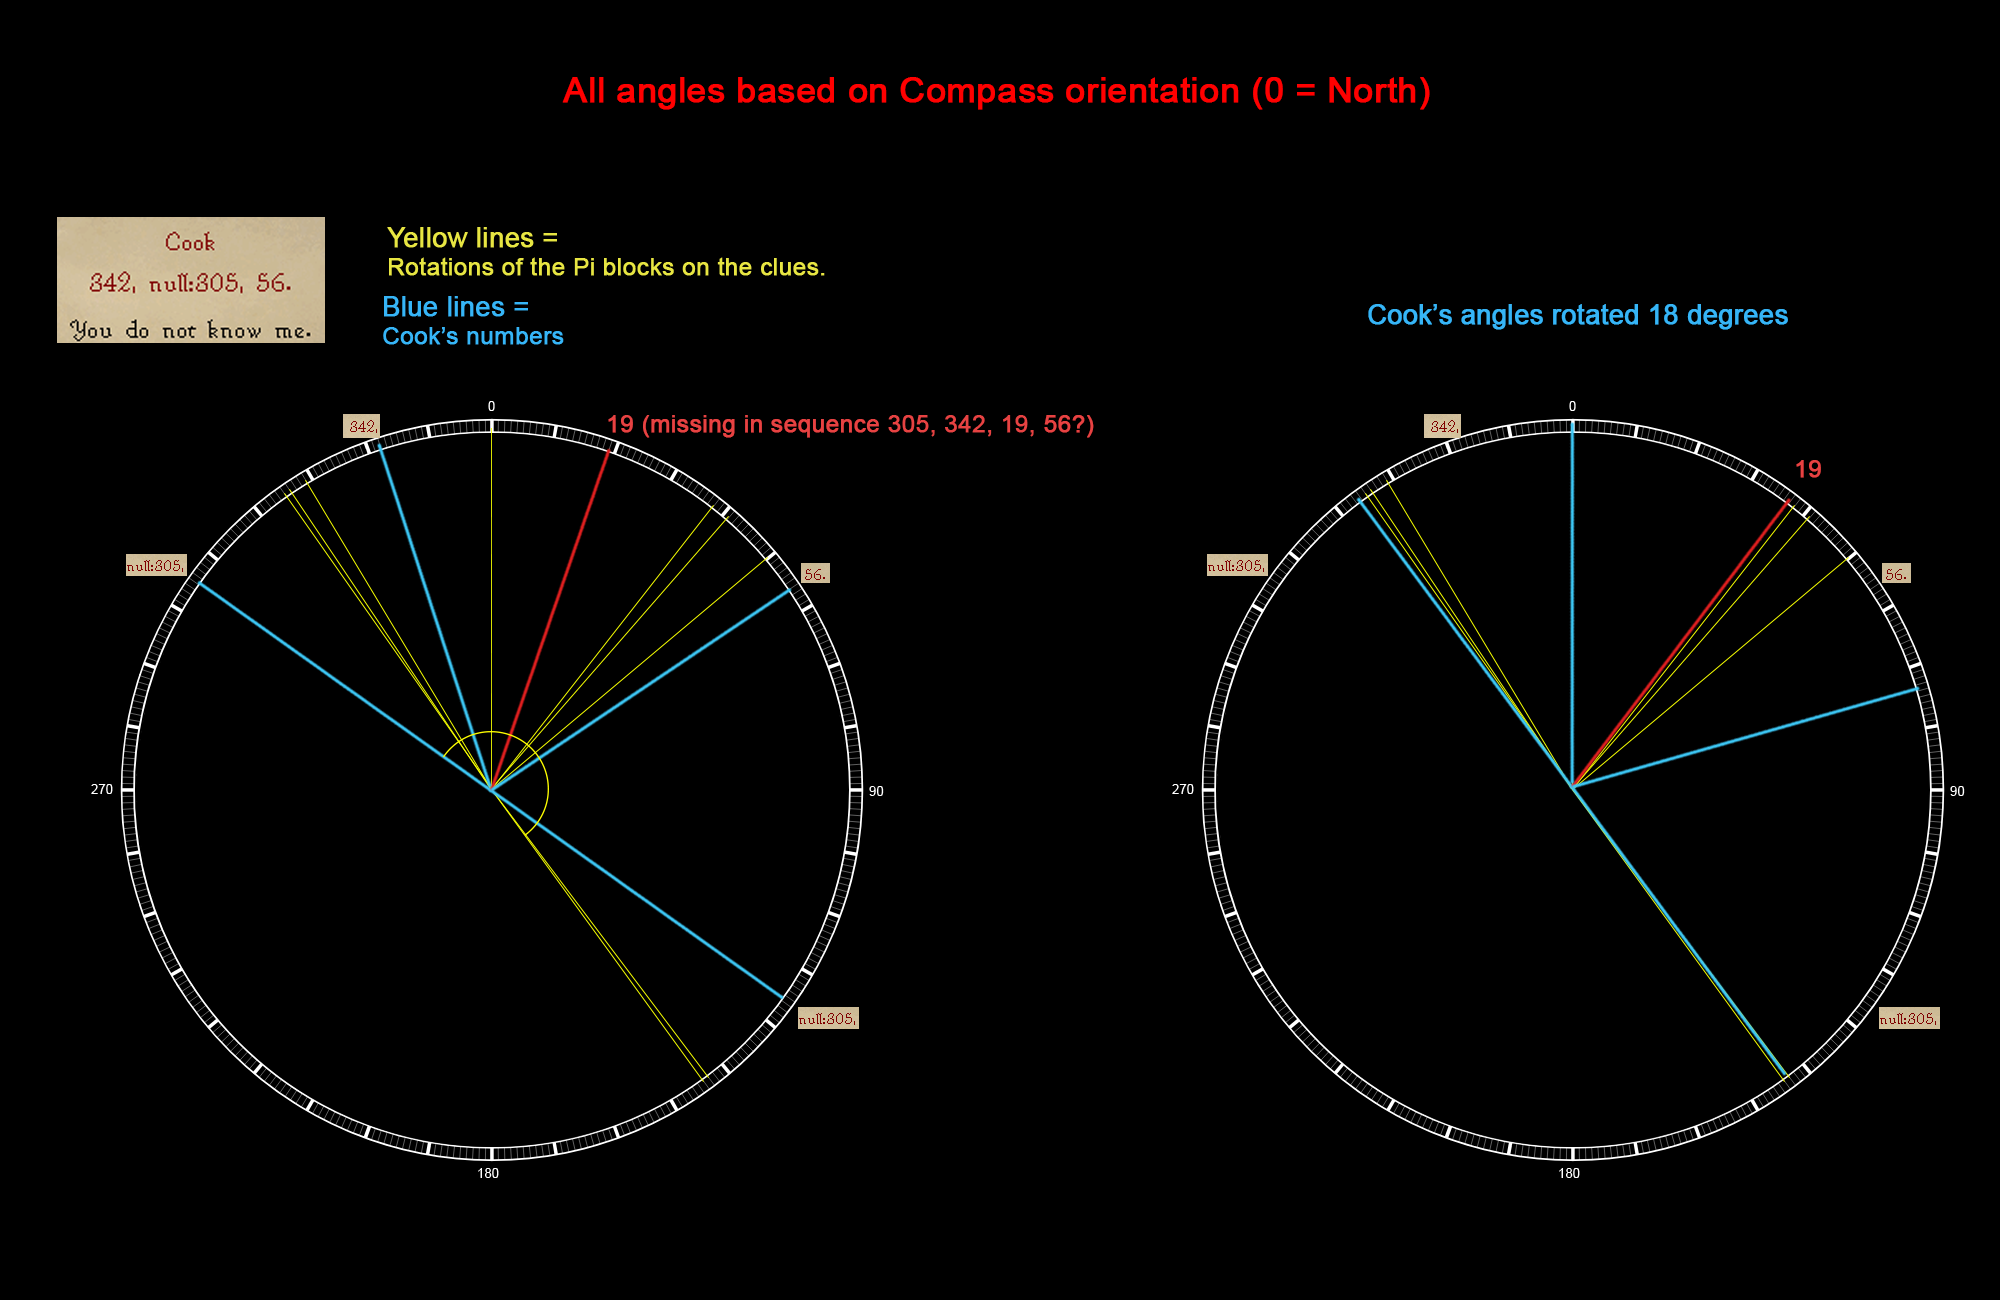 All angles based on Compass orientation (0 = North)
Cook
342, null:305, 56.
You do not know me.
Yellow lines =
Rotations of the Pi blocks on the clues.
Blue lines =
Cook's numbers
Cook's angles rotated 18 degrees
0
342,
19 (missing in sequence 305, 342, 19, 56?)
null:305,
56.
270
90
null:305,
180
0
342,
19
null:305,
56.
270
90
null:305,
180